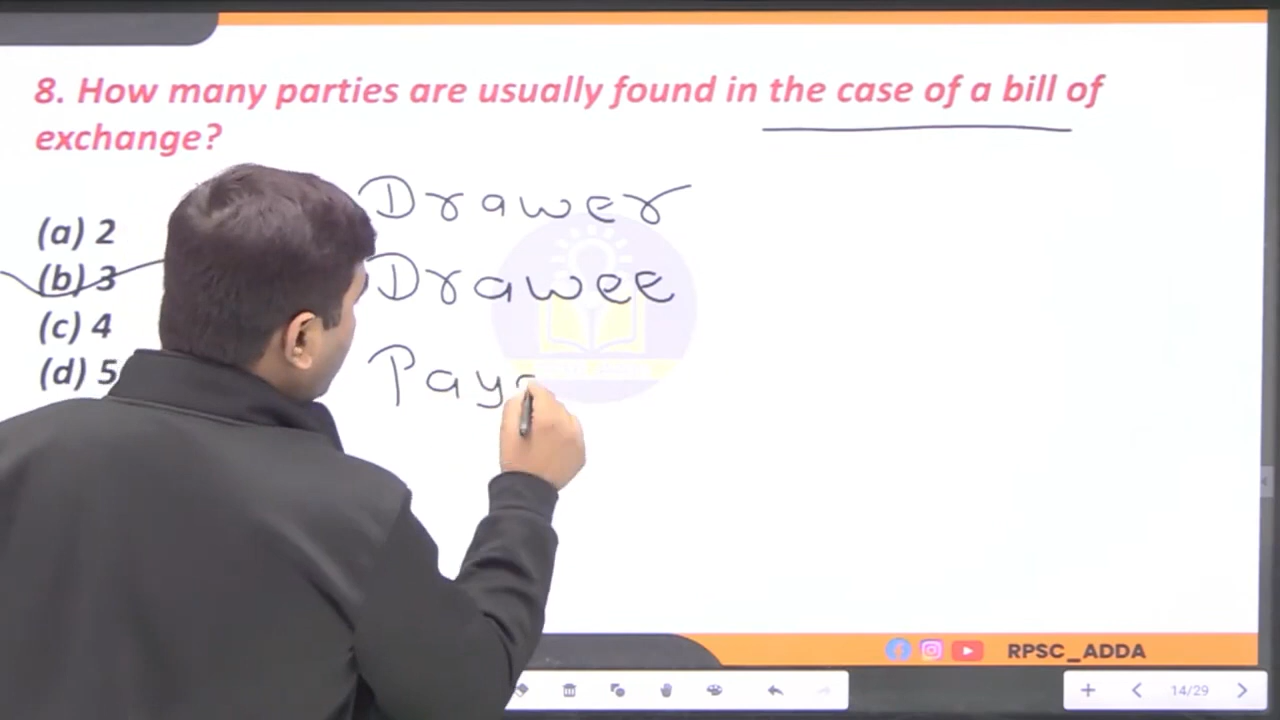 8. How many parties are usually found in the case of a bill of
exchange?
Drawer
(a) 2
Drawee
(b) 3
(c) 4
Pay
(d) 5
RPSC_ADDA
14/29